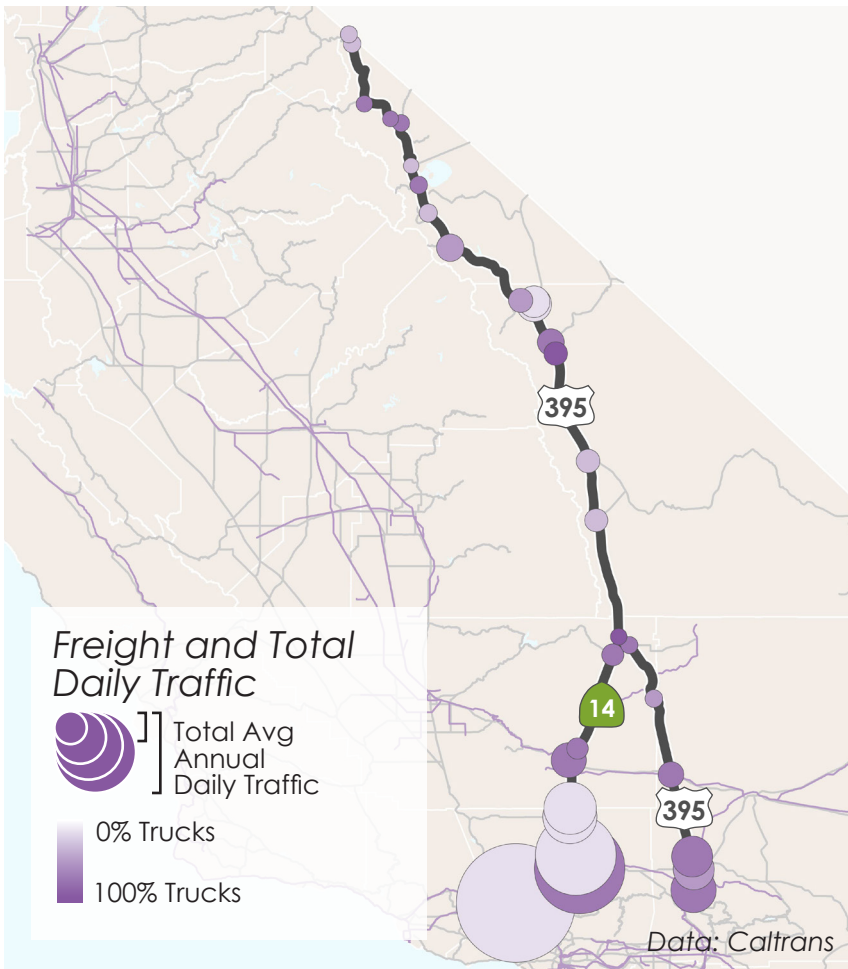 395
Freight and Total
Daily Traffic
14
Total Avg
Annual
Daily Traffic
395
0% Trucks
100% Trucks
Data: Caltrans